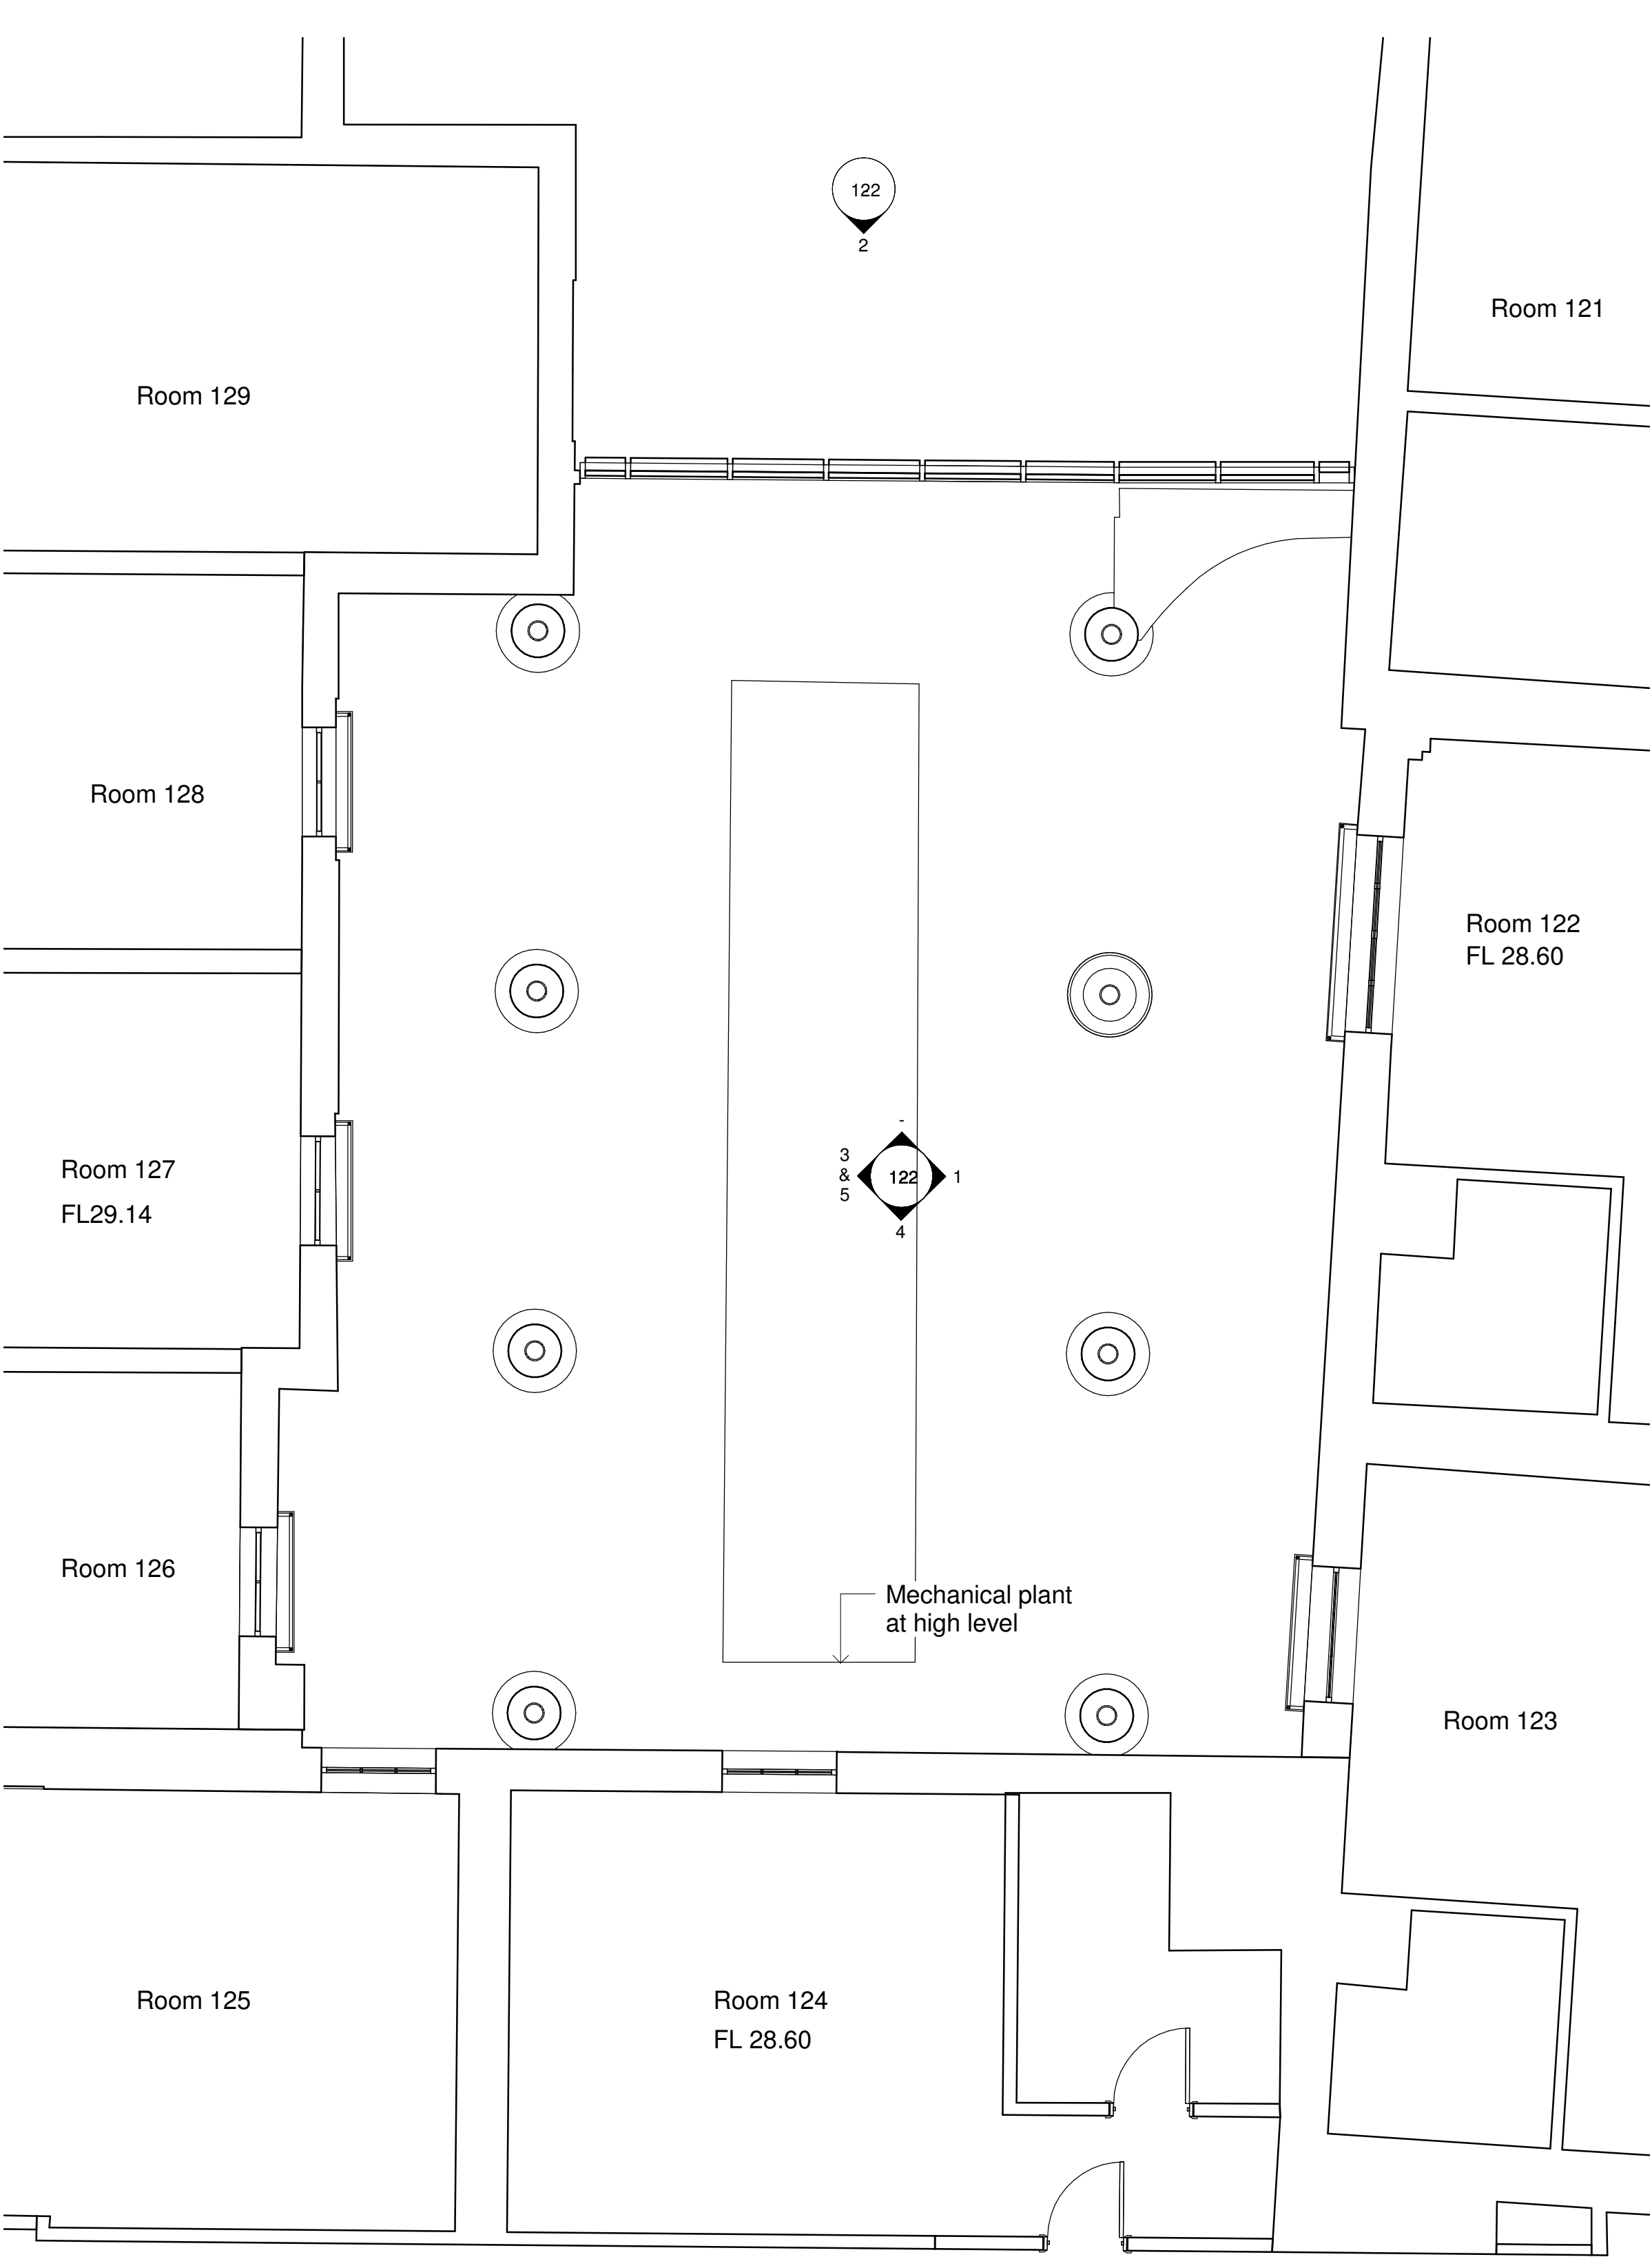 122
2
Room 121
Room 129
Room 128
Room 122
FL 28.60
-
3
&
5
122
1
4
Room 127
FL29.14
Room 126
Mechanical plant
at high level
Room 123
Room 125
Room 124
FL 28.60